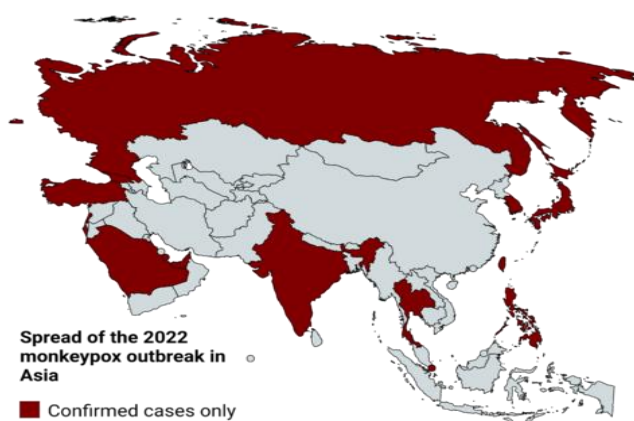 Spread of the 2022
monkeypox outbreak in
Asia
Confirmed cases only